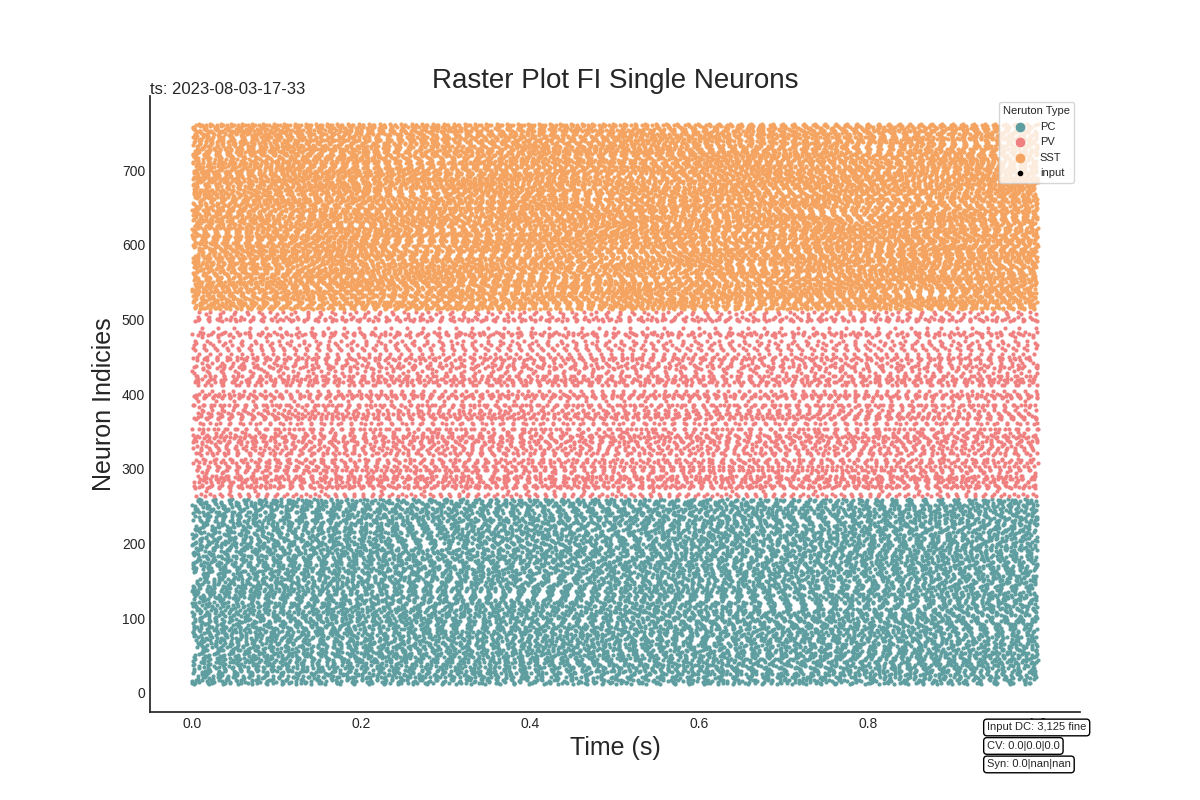 Raster Plot FI Single Neurons
ts: 2023-08-03-17-33
Neruton Type
PC
PV
SST
input
Neuron Indicies
700
600
500
400
300
200
100
0
0.0 0.2 0.4 0.6 0.8
Time (s)
Input DC: 3,125 fine
CV: 0.0|0.0|0.0
Syn: 0.0|nan|nan